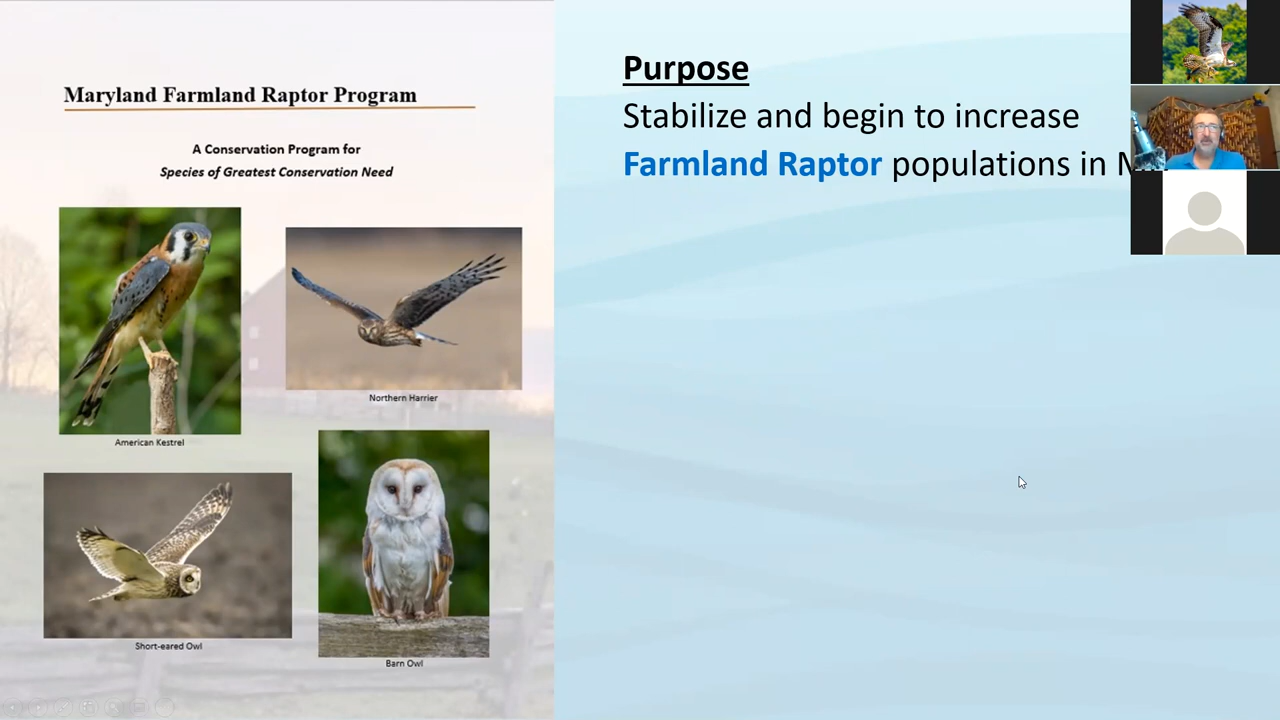 Maryland Farmland Raptor Program
A Conservation Program for
Species of Greatest Conservation Need
American Kestrel
Northern Harrier
Short-eared Owl
Barn Owl
Purpose
Stabilize and begin to increase
Farmland Raptor populations in